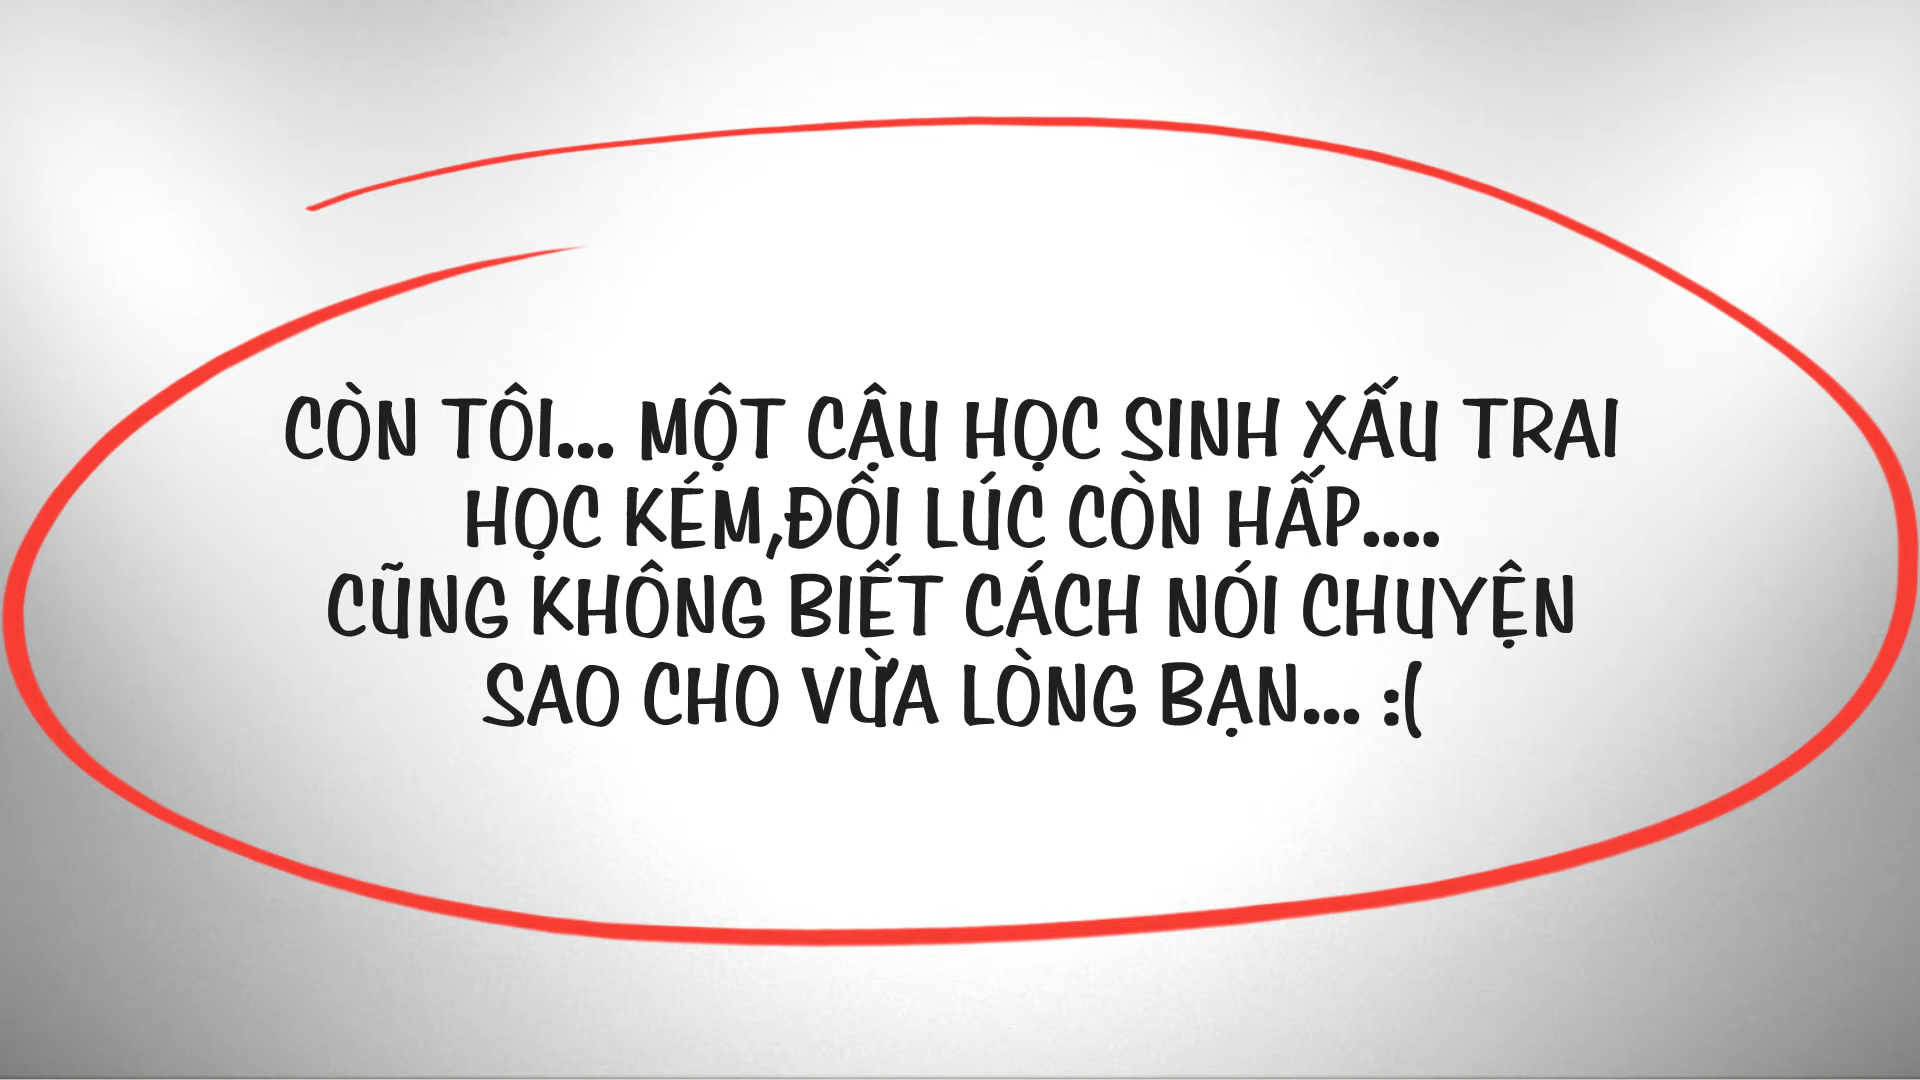 CÒN TÔI... MỘT CẬU HỌC SINH XẤU TRAI
HỌC KÉM,ĐÔI LÚC CÒN HẤP....
CŨNG KHÔNG BIẾT CÁCH NÓI CHUYỆN
SAO CHO VỪA LÒNG BẠN... :(